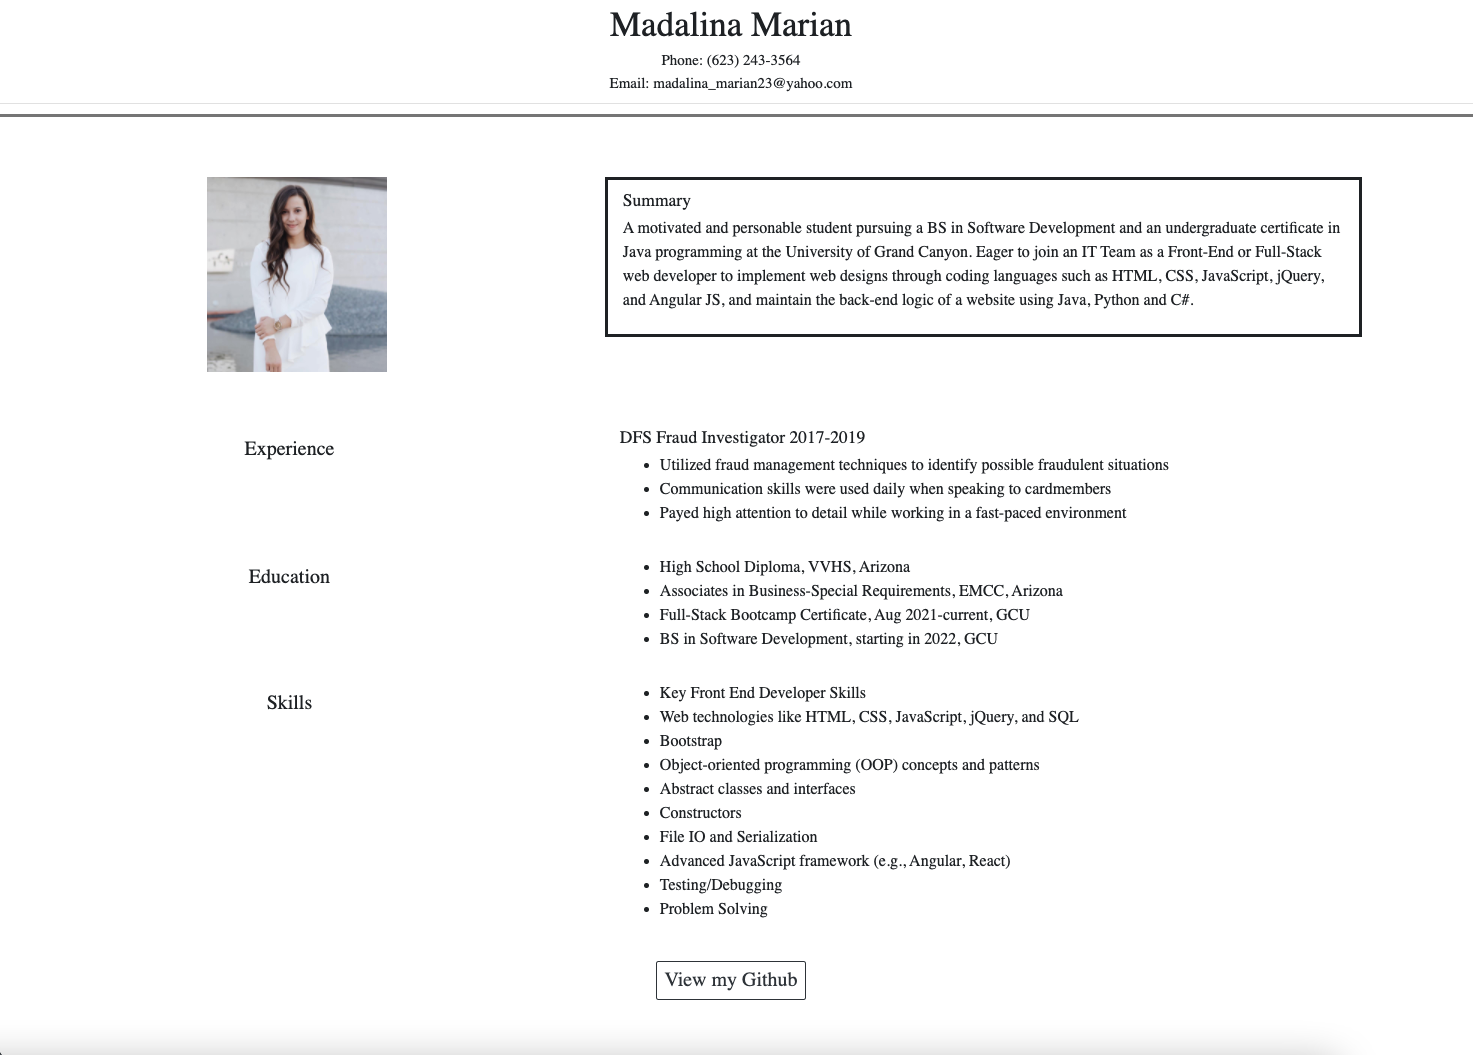 Madalina Marian
Phone: (623) 243-3564
Email: madalina_marian23@yahoo.com
Summary
A motivated and personable student pursuing a BS in Software Development and an undergraduate certificate in
Java programming at the University of Grand Canyon. Eager to join an IT Team as a Front-End or Full-Stack
web developer to implement web designs through coding languages such as HTML, CSS, JavaScript, jQuery,
and Angular JS, and maintain the back-end logic of a website using Java, Python and C#.
Experience
DFS Fraud Investigator 2017-2019
• Utilized fraud management techniques to identify possible fraudulent situations
• Communication skills were used daily when speaking to cardmembers
• Payed high attention to detail while working in a fast-paced environment
Education
• High School Diploma, VVHS, Arizona
• Associates in Business-Special Requirements, EMCC, Arizona
• Full-Stack Bootcamp Certificate, Aug 2021-current, GCU
• BS in Software Development, starting in 2022, GCU
Skills
• Key Front End Developer Skills
• Web technologies like HTML, CSS, JavaScript, jQuery, and SQL
• Bootstrap
• Object-oriented programming (OOP) concepts and patterns
• Abstract classes and interfaces
• Constructors
• File IO and Serialization
• Advanced JavaScript framework (e.g., Angular, React)
• Testing/Debugging
• Problem Solving
View my Github